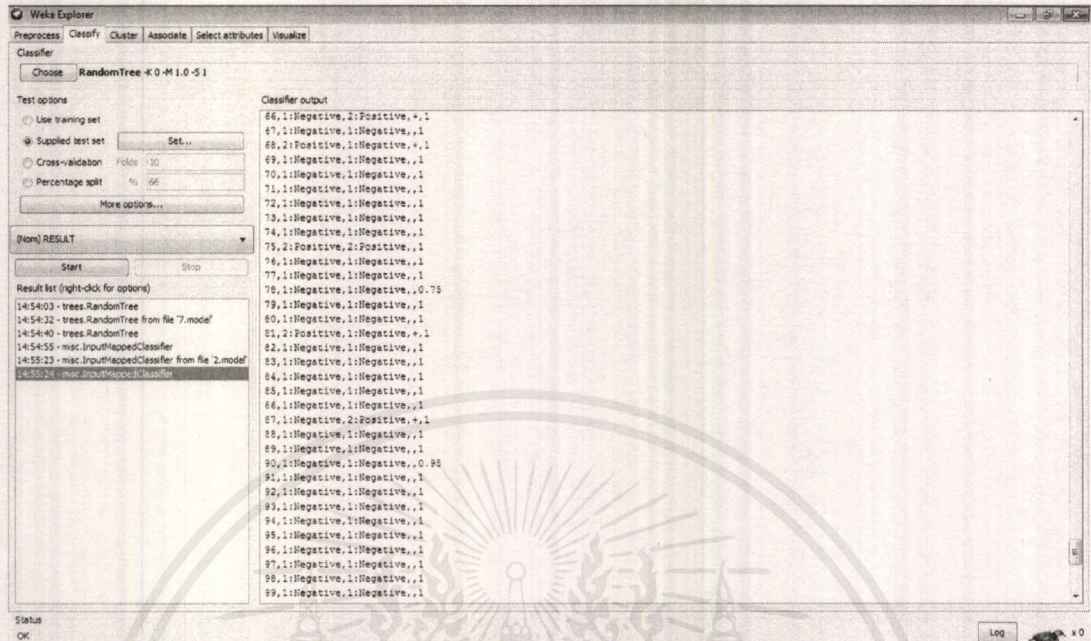 Weka Explorer
Preprocess Classify Cluster Associate Select attributes Visualize
Classifier
Choose RandomTree -K 0 -M 1.0 -S 1
Test options
Use training set
Supplied test set Set...
Cross-validation Folds 10
Percentage split % 66
More options...
(Nom) RESULT
Start Stop
Result list (right-click for options)
14:54:03 - trees.RandomTree
14:54:32 - trees.RandomTree from file '7.model'
14:54:40 - trees.RandomTree
14:54:55 - misc.InputMappedClassifier
14:55:23 - misc.InputMappedClassifier from file '2.model'
14:55:24 - misc.InputMappedClassifier
Classifier output
66,1:Negative,2:Positive,+,1
67,1:Negative,1:Negative,,1
68,2:Positive,1:Negative,+,1
69,1:Negative,1:Negative,,1
70,1:Negative,1:Negative,,1
71,1:Negative,1:Negative,,1
72,1:Negative,1:Negative,,1
73,1:Negative,1:Negative,,1
74,1:Negative,1:Negative,,1
75,2:Positive,2:Positive,,1
76,1:Negative,1:Negative,,1
77,1:Negative,1:Negative,,1
78,1:Negative,1:Negative,,0.75
79,1:Negative,1:Negative,,1
80,1:Negative,1:Negative,,1
81,2:Positive,1:Negative,+,1
82,1:Negative,1:Negative,,1
83,1:Negative,1:Negative,,1
84,1:Negative,1:Negative,,1
85,1:Negative,1:Negative,,1
86,1:Negative,1:Negative,,1
87,1:Negative,2:Positive,+,1
88,1:Negative,1:Negative,,1
89,1:Negative,1:Negative,,1
90,1:Negative,1:Negative,,0.95
91,1:Negative,1:Negative,,1
92,1:Negative,1:Negative,,1
93,1:Negative,1:Negative,,1
94,1:Negative,1:Negative,,1
95,1:Negative,1:Negative,,1
96,1:Negative,1:Negative,,1
97,1:Negative,1:Negative,,1
98,1:Negative,1:Negative,,1
99,1:Negative,1:Negative,,1
Status
OK
Log
x 0